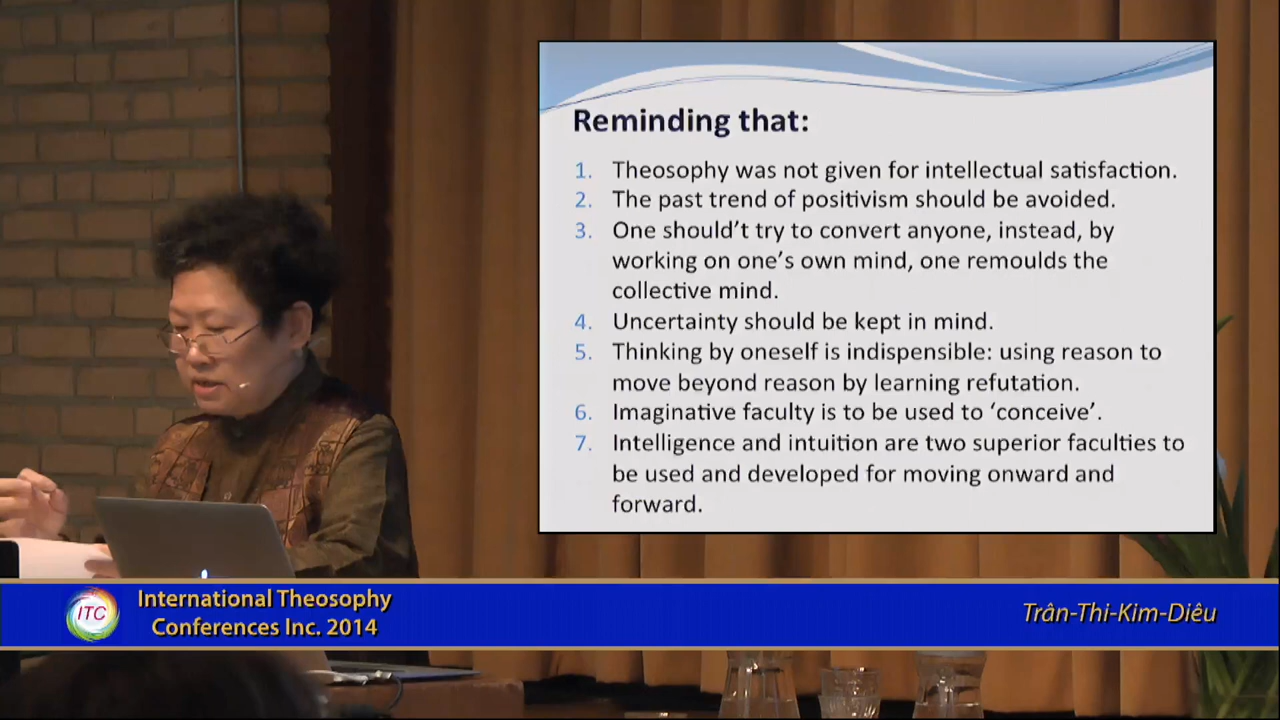 Reminding that:
1. Theosophy was not given for intellectual satisfaction.
2. The past trend of positivism should be avoided.
3. One should't try to convert anyone, instead, by
working on one's own mind, one remoulds the
collective mind.
4. Uncertainty should be kept in mind.
5. Thinking by oneself is indispensible: using reason to
move beyond reason by learning refutation.
6. Imaginative faculty is to be used to 'conceive'.
7. Intelligence and intuition are two superior faculties to
be used and developed for moving onward and
forward.
ITC
International Theosophy
Conferences Inc. 2014
Trân-Thi-Kim-Diêu